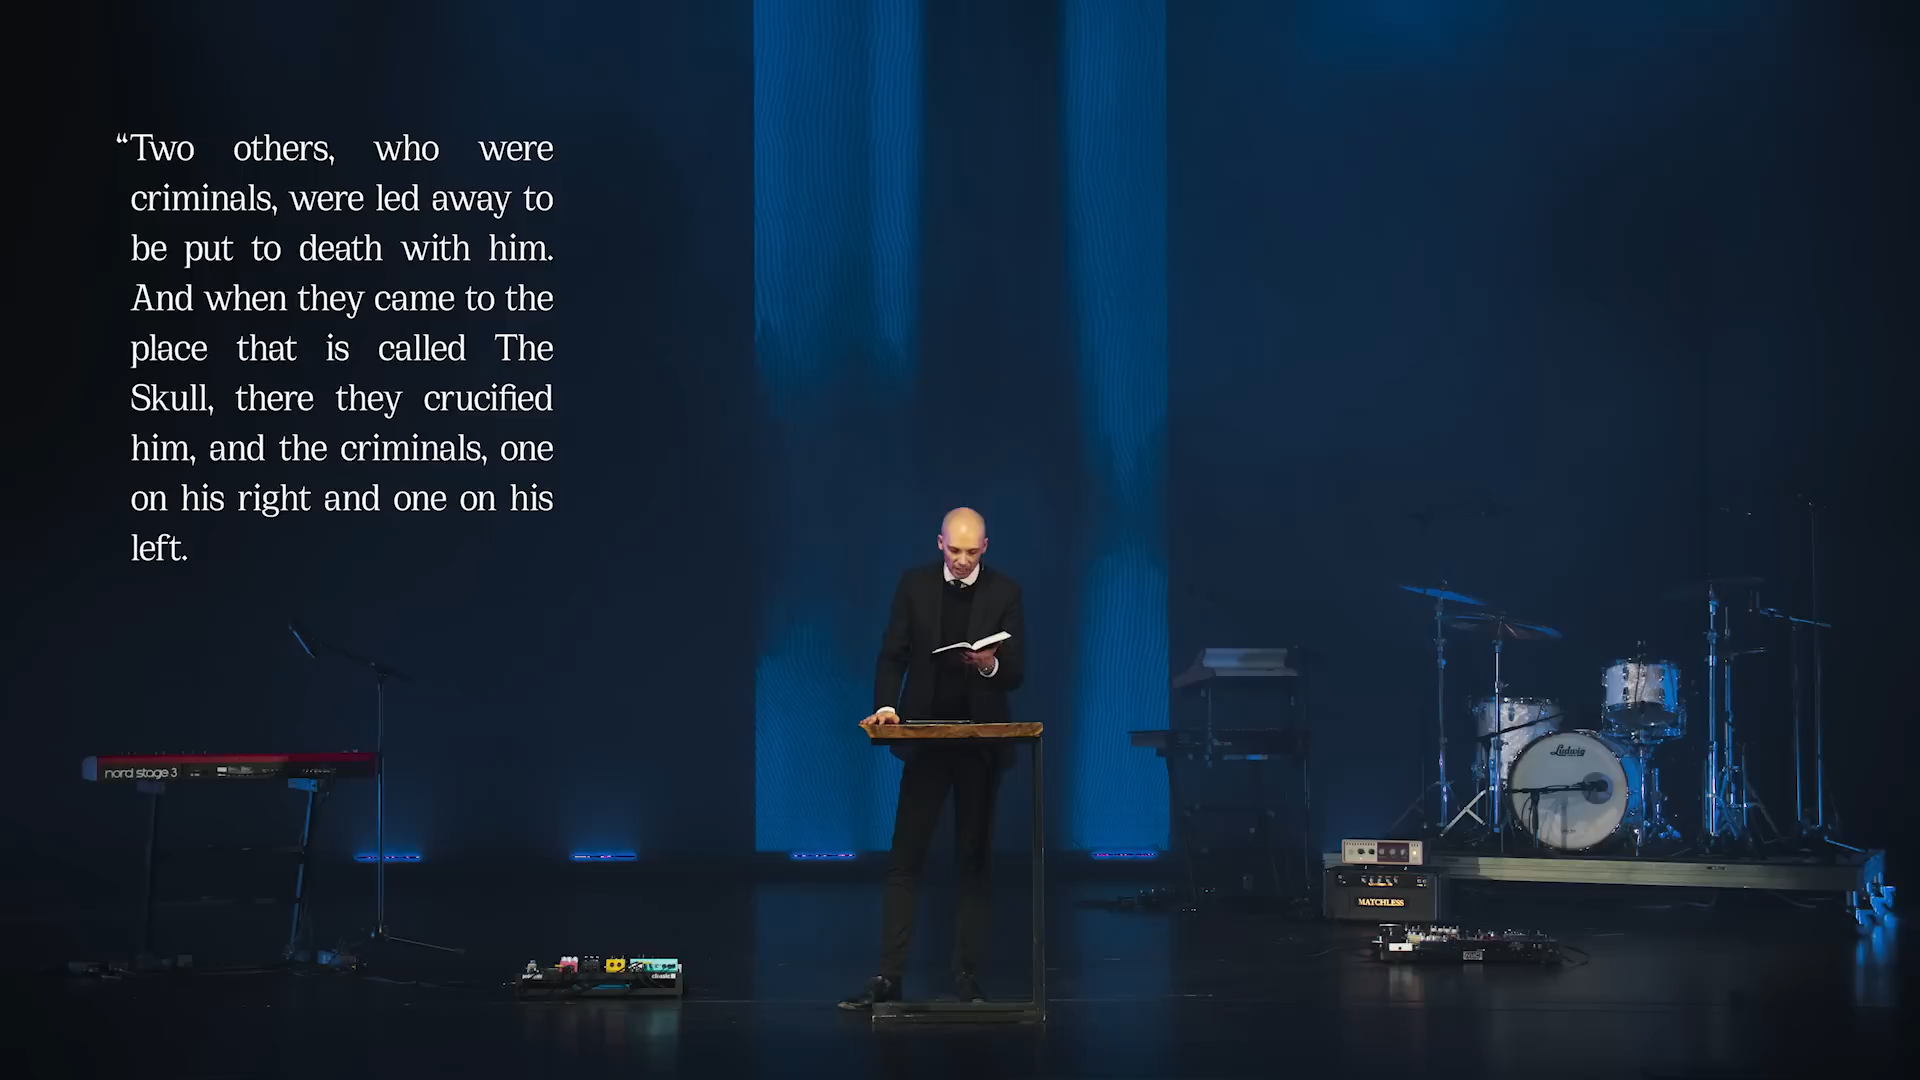 “Two others, who were
criminals, were led away to
be put to death with him.
And when they came to the
place that is called The
Skull, there they crucified
him, and the criminals, one
on his right and one on his
left.
nord stage 3
Ludwig
MATCHLESS